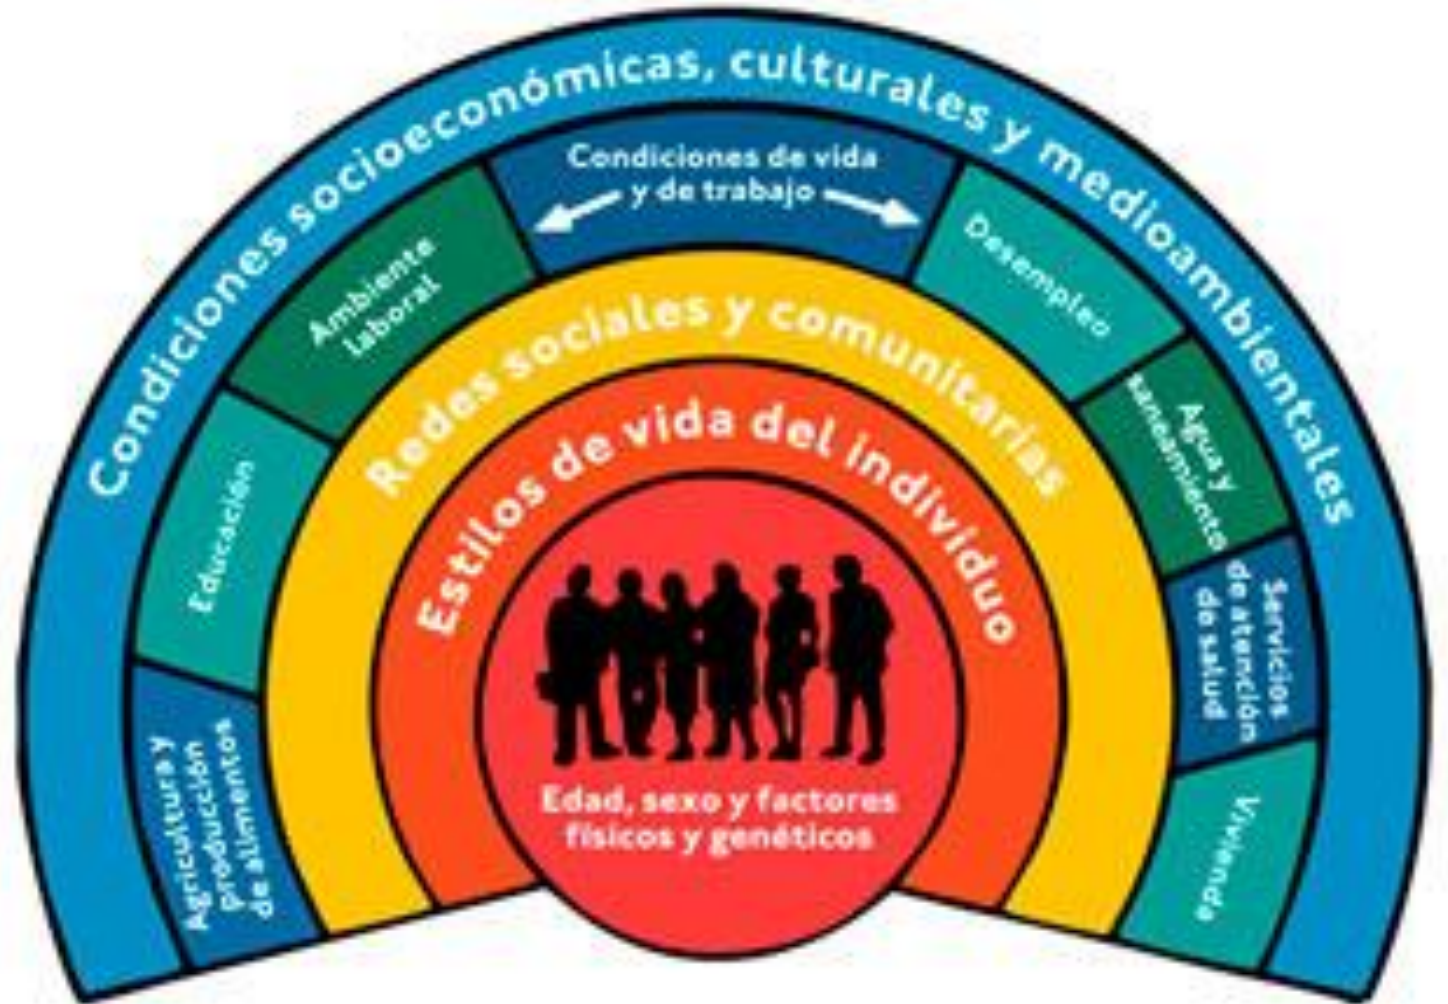 Condiciones socioeconómicas, culturales y medioambientales
Condiciones de vida
y de trabajo
Agricultura y
producción
de alimentos
Educación
Ambiente
laboral
Desempleo
Agua y
saneamiento
Servicios
de atención
de salud
Vivienda
Redes sociales y comunitarias
Estilos de vida del individuo
Edad, sexo y factores
físicos y genéticos